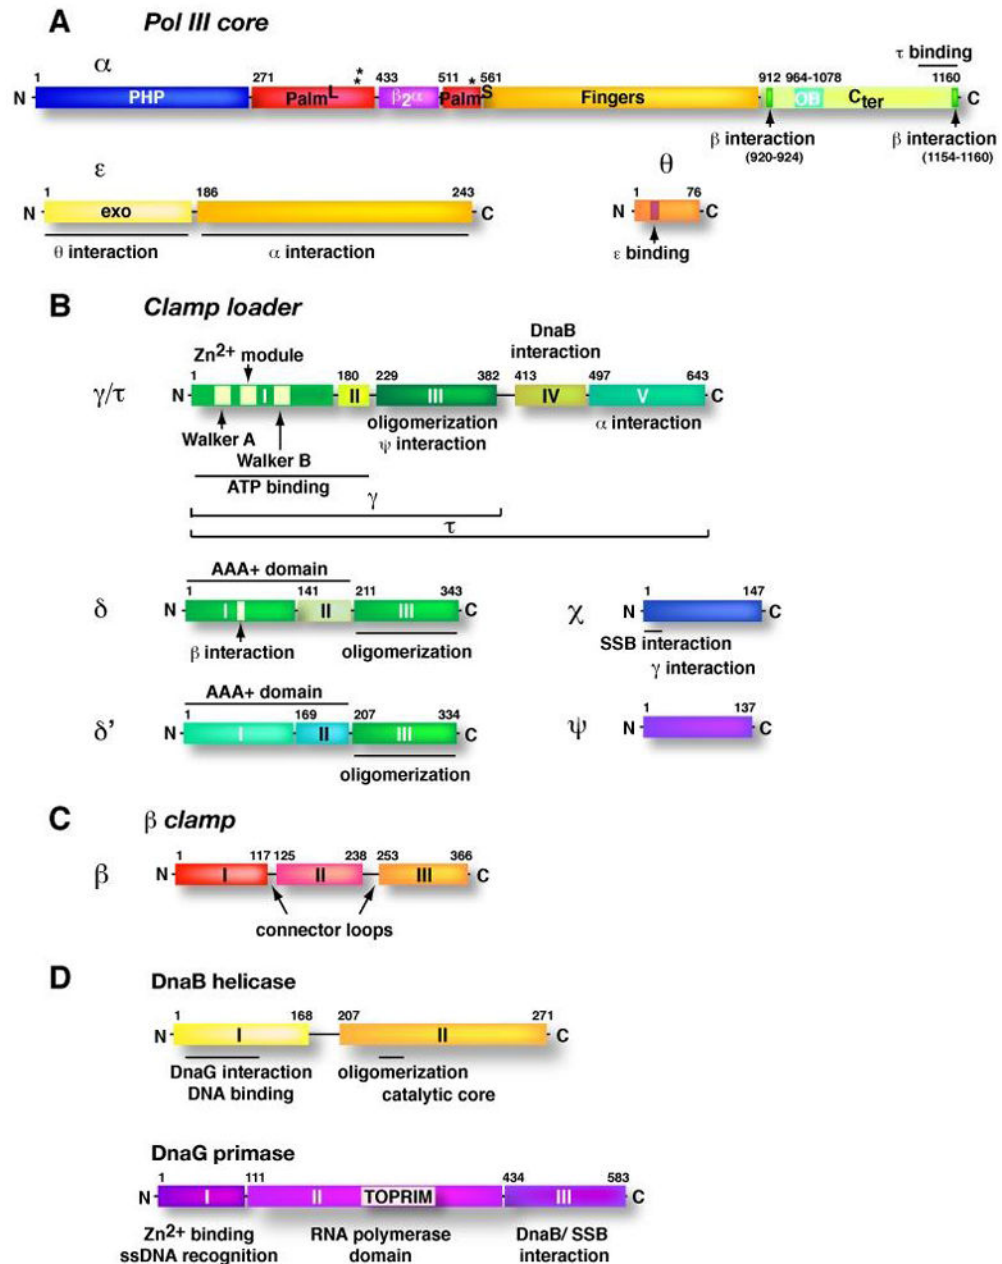 A Pol III core
τ binding
α
1 271 * * 433 511 * 561 912 964-1078 1160
N PHP Palm L β2α Palm S Fingers OB Cter C
β interaction β interaction
(920-924) (1154-1160)
ε θ
1 186 243 1 76
N exo C N C
θ interaction α interaction ε binding
B Clamp loader
DnaB
interaction
Zn2+ module
1 180 229 382 413 497 643
γ/τ N I II III IV V C
oligomerization α interaction
Walker A ψ interaction
Walker B
ATP binding
γ
τ
AAA+ domain
1 141 211 343 1 147
δ N I II III C χ N C
β interaction oligomerization SSB interaction
γ interaction
AAA+ domain
1 169 207 334 1 137
δ’ N I II III C ψ N C
oligomerization
C β clamp
1 117 125 238 253 366
β N I II III C
connector loops
D DnaB helicase
1 168 207 271
N I II C
DnaG interaction oligomerization
DNA binding catalytic core
DnaG primase
1 111 434 583
N I II TOPRIM III C
Zn2+ binding RNA polymerase DnaB/ SSB
ssDNA recognition domain interaction